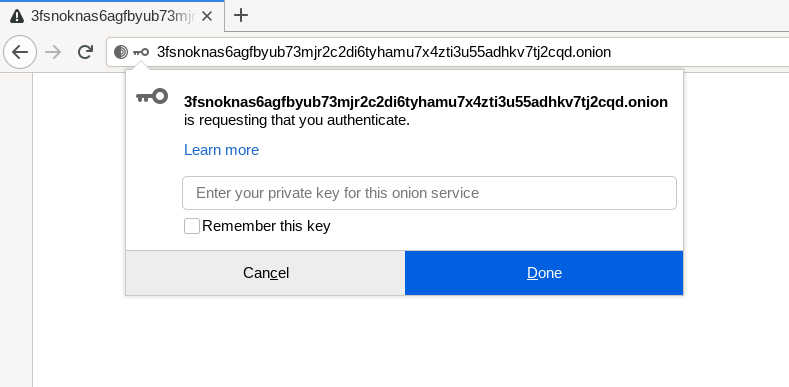 3fsnoknas6agfbyub73mjr
3fsnoknas6agfbyub73mjr2c2di6tyhamu7x4zti3u55adhkv7tj2cqd.onion
3fsnoknas6agfbyub73mjr2c2di6tyhamu7x4zti3u55adhkv7tj2cqd.onion
is requesting that you authenticate.
Learn more
Enter your private key for this onion service
Remember this key
Cancel
Done